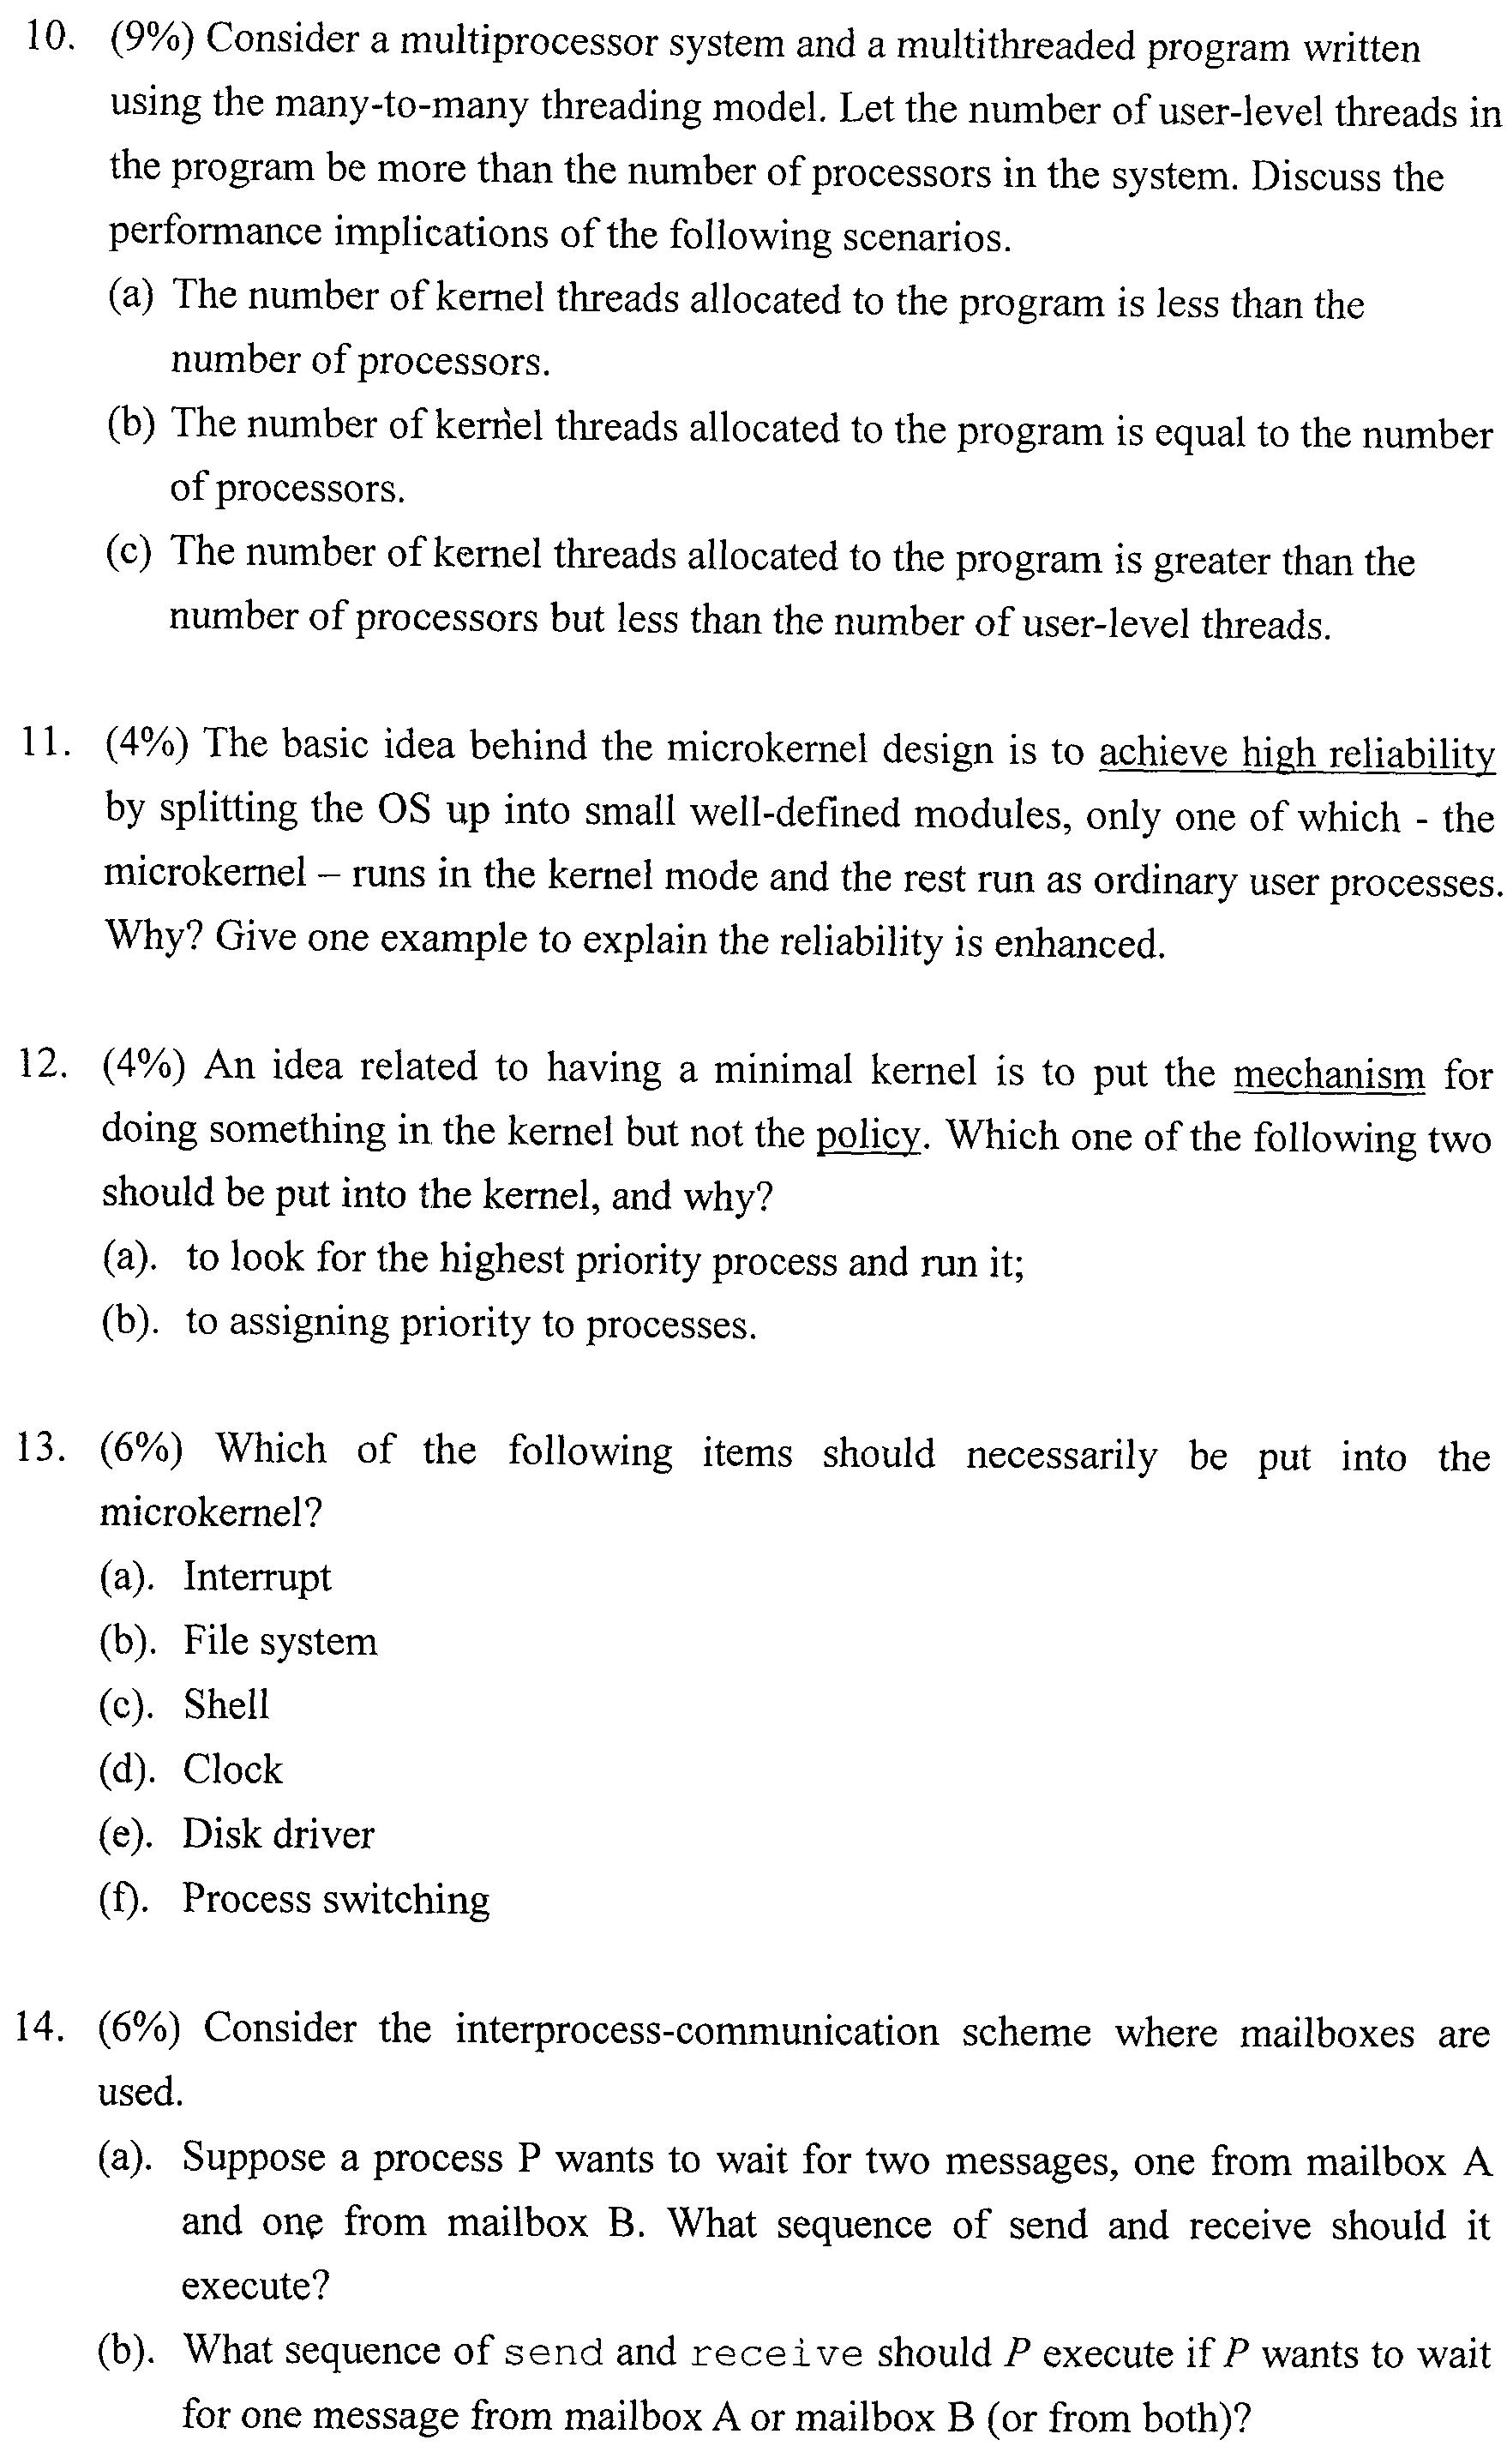 10. (9%) Consider a multiprocessor system and a multithreaded program written
using the many-to-many threading model. Let the number of user-level threads in
the program be more than the number of processors in the system. Discuss the
performance implications of the following scenarios.
(a) The number of kernel threads allocated to the program is less than the
number of processors.
(b) The number of kernel threads allocated to the program is equal to the number
of processors.
(c) The number of kernel threads allocated to the program is greater than the
number of processors but less than the number of user-level threads.
11. (4%) The basic idea behind the microkernel design is to achieve high reliability
by splitting the OS up into small well-defined modules, only one of which - the
microkernel – runs in the kernel mode and the rest run as ordinary user processes.
Why? Give one example to explain the reliability is enhanced.
12. (4%) An idea related to having a minimal kernel is to put the mechanism for
doing something in the kernel but not the policy. Which one of the following two
should be put into the kernel, and why?
(a). to look for the highest priority process and run it;
(b). to assigning priority to processes.
13. (6%) Which of the following items should necessarily be put into the
microkernel?
(a). Interrupt
(b). File system
(c). Shell
(d). Clock
(e). Disk driver
(f). Process switching
14. (6%) Consider the interprocess-communication scheme where mailboxes are
used.
(a). Suppose a process P wants to wait for two messages, one from mailbox A
and one from mailbox B. What sequence of send and receive should it
execute?
(b). What sequence of send and receive should P execute if P wants to wait
for one message from mailbox A or mailbox B (or from both)?